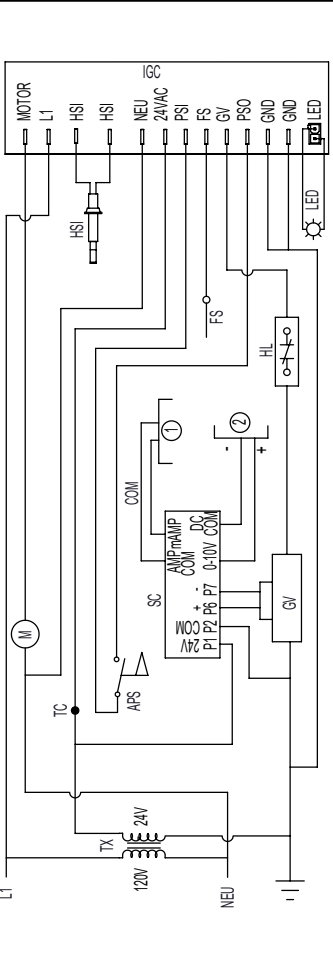 IGC
MOTOR
L1
HSI
HSI
NEU
24VAC
PSI
FS
GV
PSO
GND
GND
LED
HSI
LED
FS
HL
M
COM
1
2
-
+
SC
AMP mAMP
COM
DC
COM
0-10V
24V
COM
+
-
P1 P2 P6 P7
GV
TC
APS
TX
120V
24V
L1
NEU